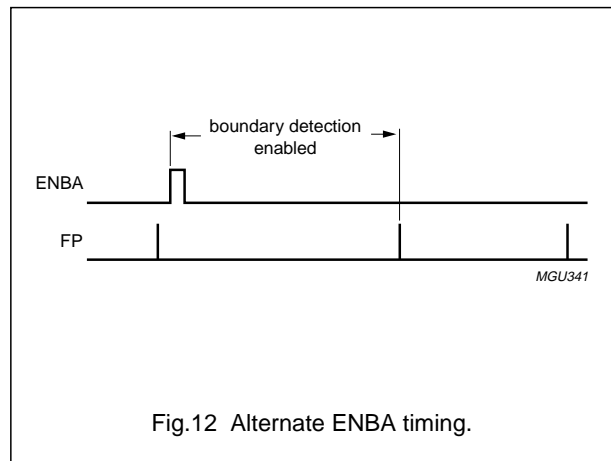 boundary detection
enabled
ENBA
FP
MGU341
Fig.12 Alternate ENBA timing.